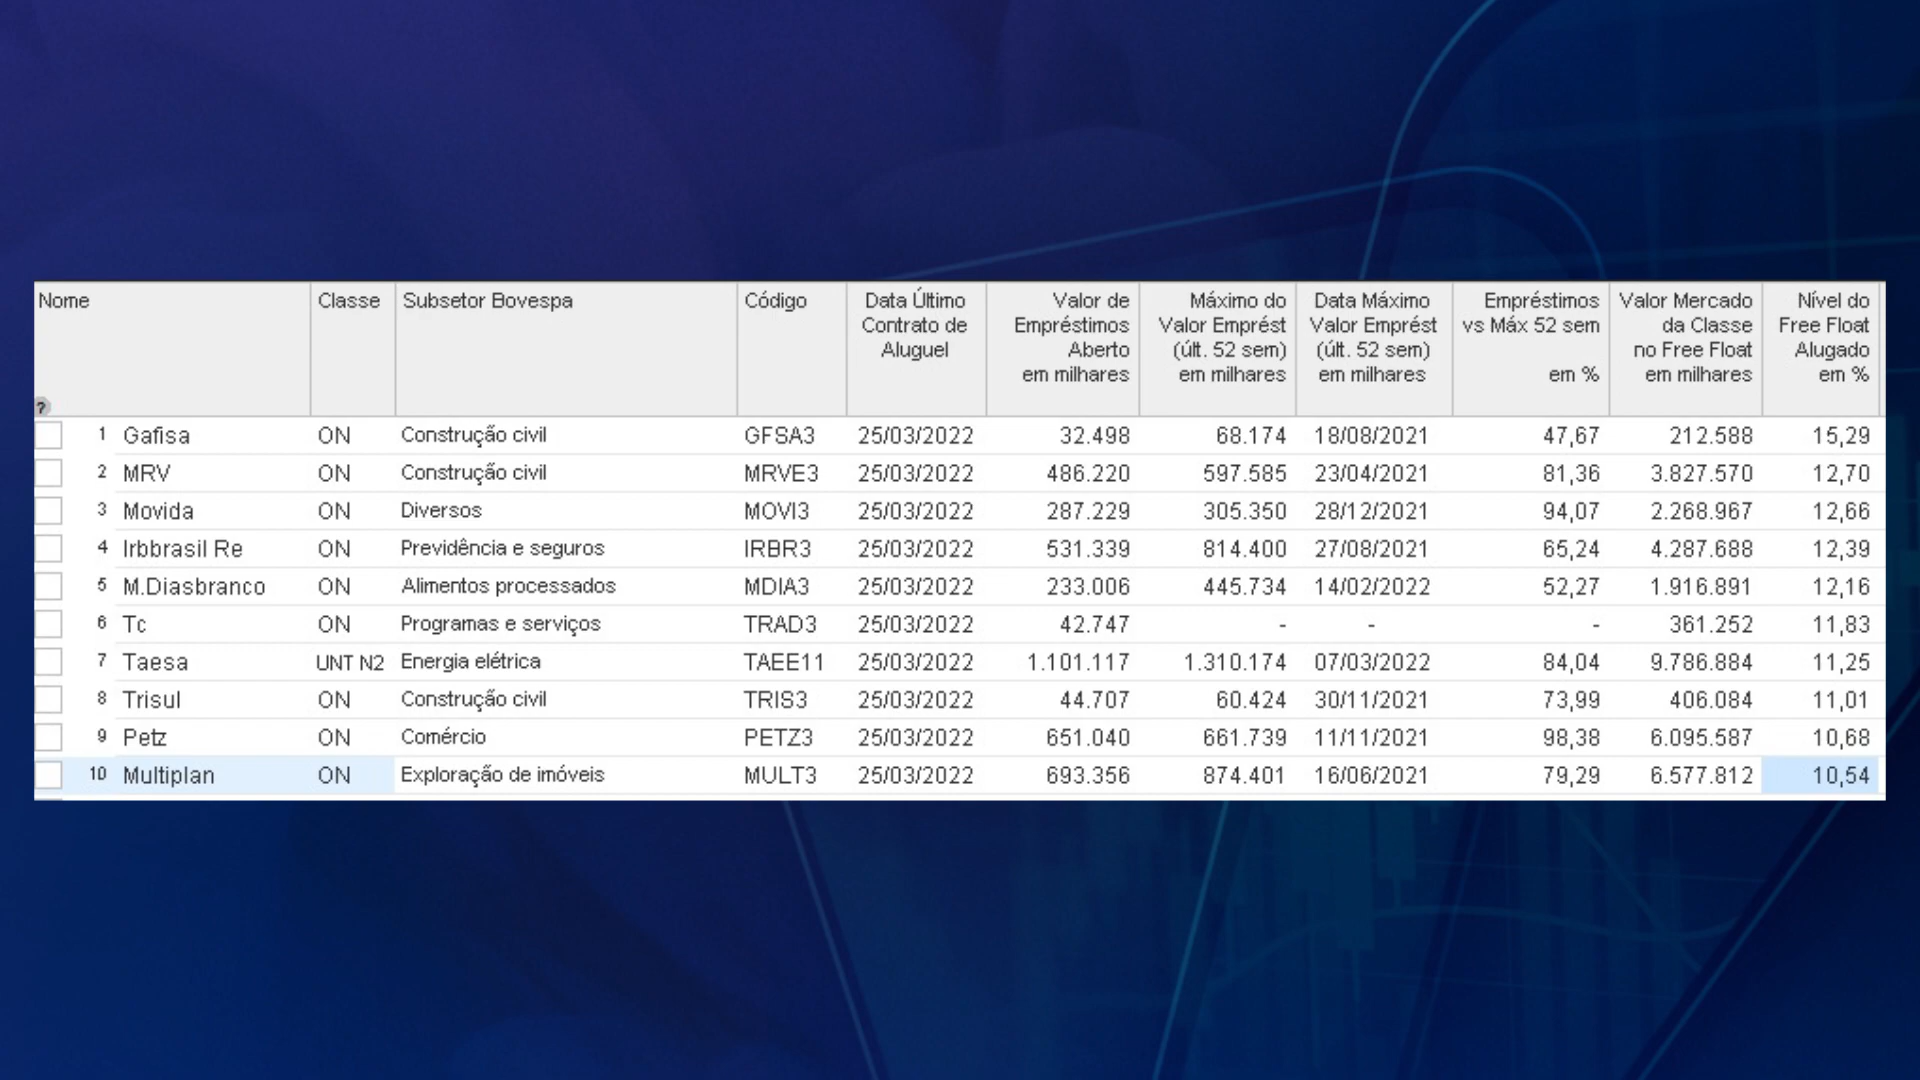 Nome Classe Subsetor Bovespa Código Data Último Contrato de Aluguel Valor de Empréstimos Aberto em milhares Máximo do Valor Emprést (últ. 52 sem) em milhares Data Máximo Valor Emprést (últ. 52 sem) em milhares Empréstimos vs Máx 52 sem em % Valor Mercado da Classe no Free Float em milhares Nível do Free Float Alugado em %
?
1 Gafisa ON Construção civil GFSA3 25/03/2022 32.498 68.174 18/08/2021 47,67 212.588 15,29
2 MRV ON Construção civil MRVE3 25/03/2022 486.220 597.585 23/04/2021 81,36 3.827.570 12,70
3 Movida ON Diversos MOVI3 25/03/2022 287.229 305.350 28/12/2021 94,07 2.268.967 12,66
4 Irbbrasil Re ON Previdência e seguros IRBR3 25/03/2022 531.339 814.400 27/08/2021 65,24 4.287.688 12,39
5 M.Diasbranco ON Alimentos processados MDIA3 25/03/2022 233.006 445.734 14/02/2022 52,27 1.916.891 12,16
6 Tc ON Programas e serviços TRAD3 25/03/2022 42.747 - - - 361.252 11,83
7 Taesa UNT N2 Energia elétrica TAEE11 25/03/2022 1.101.117 1.310.174 07/03/2022 84,04 9.786.884 11,25
8 Trisul ON Construção civil TRIS3 25/03/2022 44.707 60.424 30/11/2021 73,99 406.084 11,01
9 Petz ON Comércio PETZ3 25/03/2022 651.040 661.739 11/11/2021 98,38 6.095.587 10,68
10 Multiplan ON Exploração de imóveis MULT3 25/03/2022 693.356 874.401 16/06/2021 79,29 6.577.812 10,54